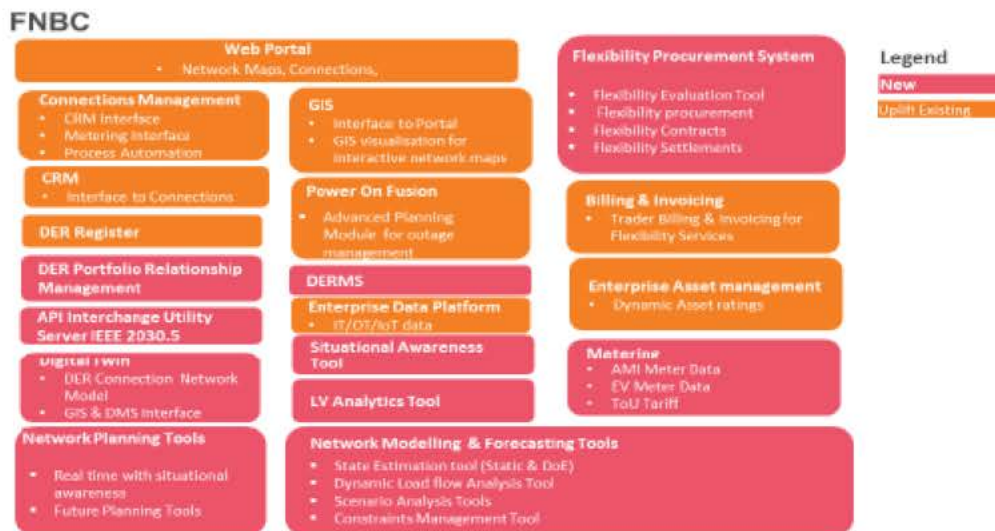 FNBC
Web Portal
• Network Maps, Connections,
Connections Management
• CRM Interface
• Metering Interface
• Process Automation
CRM
• Interface to Connections
DER Register
DER Portfolio Relationship
Management
API Interchange Utility
Server IEEE 2030.5
Digital Twin
• DER Connection Network
Model
• GIS & DMS Interface
Network Planning Tools
• Real time with situational
awareness
• Future Planning Tools
GIS
• Interface to Portal
• GIS visualisation for
interactive network maps
Power On Fusion
• Advanced Planning
Module for outage
management
DERMS
Enterprise Data Platform
• IT/OT/IoT data
Situational Awareness
Tool
LV Analytics Tool
Network Modelling & Forecasting Tools
• State Estimation tool (Static & DoE)
• Dynamic Load flow Analysis Tool
• Scenario Analysis Tools
• Constraints Management Tool
Flexibility Procurement System
• Flexibility Evaluation Tool
• Flexibility procurement
• Flexibility Contracts
• Flexibility Settlements
Billing & Invoicing
• Trader Billing & Invoicing for
Flexibility Services
Enterprise Asset management
• Dynamic Asset ratings
Metering
• AMI Meter Data
• EV Meter Data
• ToU Tariff
Legend
New
Uplift Existing